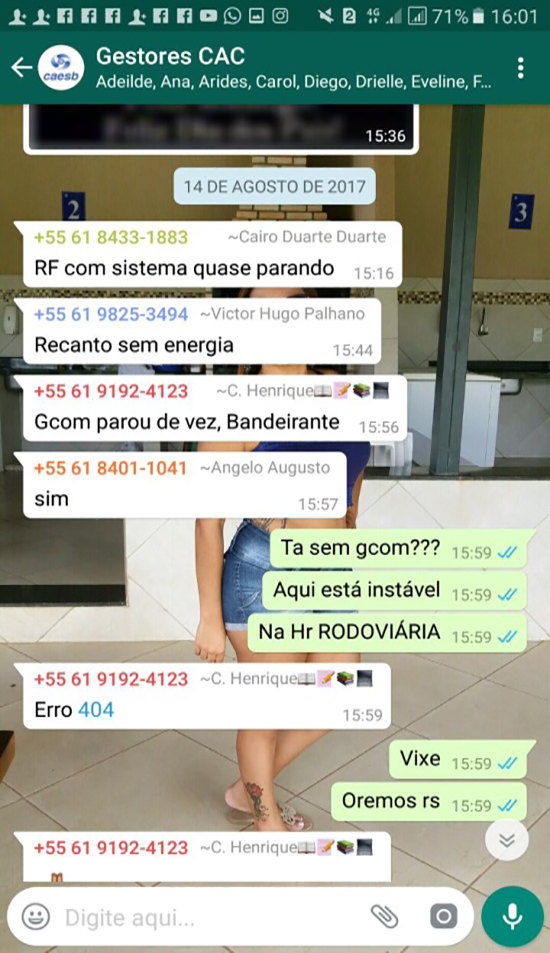 71% 16:01
Gestores CAC
caesb
Adeilde, Ana, Arides, Carol, Diego, Drielle, Eveline, F...
15:36
14 DE AGOSTO DE 2017
2
3
+55 61 8433-1883 ~Cairo Duarte Duarte
RF com sistema quase parando 15:16
+55 61 9825-3494 ~Victor Hugo Palhano
Recanto sem energia 15:44
+55 61 9192-4123 ~C. Henrique📖📝📚💻
Gcom parou de vez, Bandeirante 15:56
+55 61 8401-1041 ~Angelo Augusto
sim 15:57
Ta sem gcom??? 15:59
Aqui está instável 15:59
Na Hr RODOVIÁRIA 15:59
+55 61 9192-4123 ~C. Henrique📖📝📚💻
Erro 404 15:59
Vixe 15:59
Oremos rs 15:59
+55 61 9192-4123 ~C. Henrique📖📝📚💻
Digite aqui...